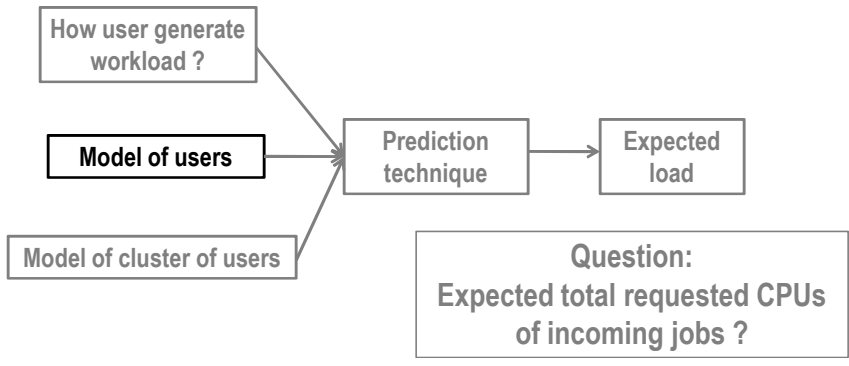 How user generate
workload ?
Model of users
Prediction
technique
Expected
load
Model of cluster of users
Question:
Expected total requested CPUs
of incoming jobs ?